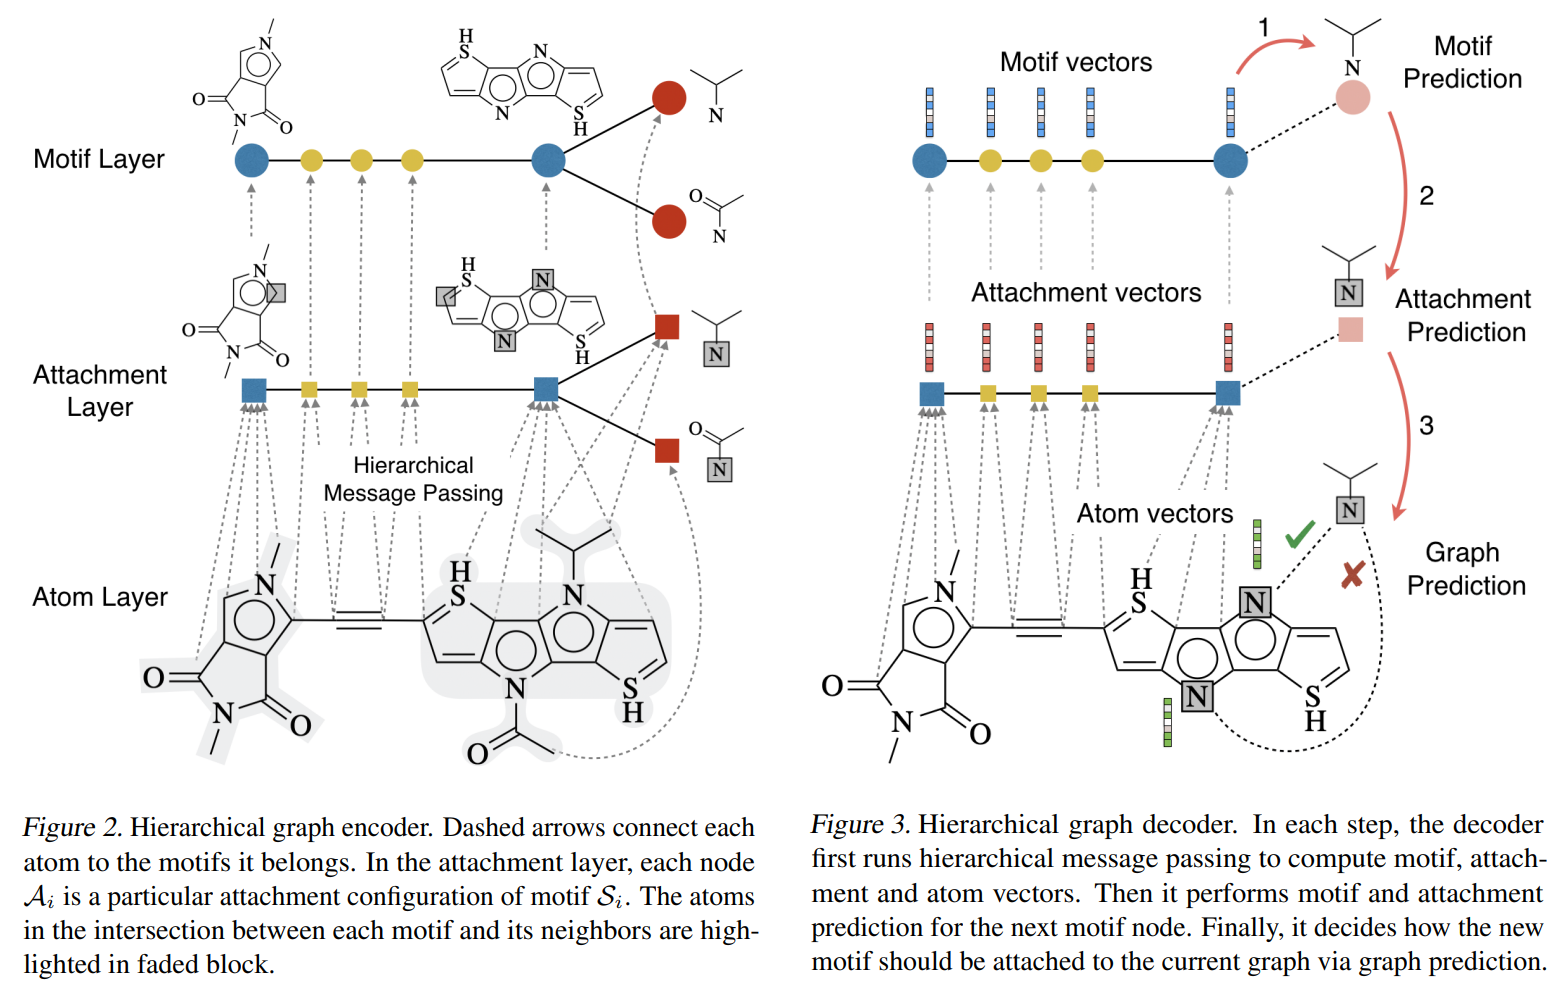 H
S
N
N
S
H
N
O
N
O
N
Motif Layer
O
N
N
O
N
O
H
S
N
N
S
H
N
Attachment
Layer
O
N
Hierarchical
Message Passing
Atom Layer
H
S
N
N
O
N
O
N
S
H
O
Figure 2. Hierarchical graph encoder. Dashed arrows connect each
atom to the motifs it belongs. In the attachment layer, each node
𝒜ᵢ is a particular attachment configuration of motif 𝒮ᵢ. The atoms
in the intersection between each motif and its neighbors are high-
lighted in faded block.
1
Motif
Prediction
N
Motif vectors
2
N
Attachment
Prediction
Attachment vectors
3
N
Atom vectors
Graph
Prediction
✓
✗
H
S
N
N
O
N
O
N
S
H
Figure 3. Hierarchical graph decoder. In each step, the decoder
first runs hierarchical message passing to compute motif, attach-
ment and atom vectors. Then it performs motif and attachment
prediction for the next motif node. Finally, it decides how the new
motif should be attached to the current graph via graph prediction.